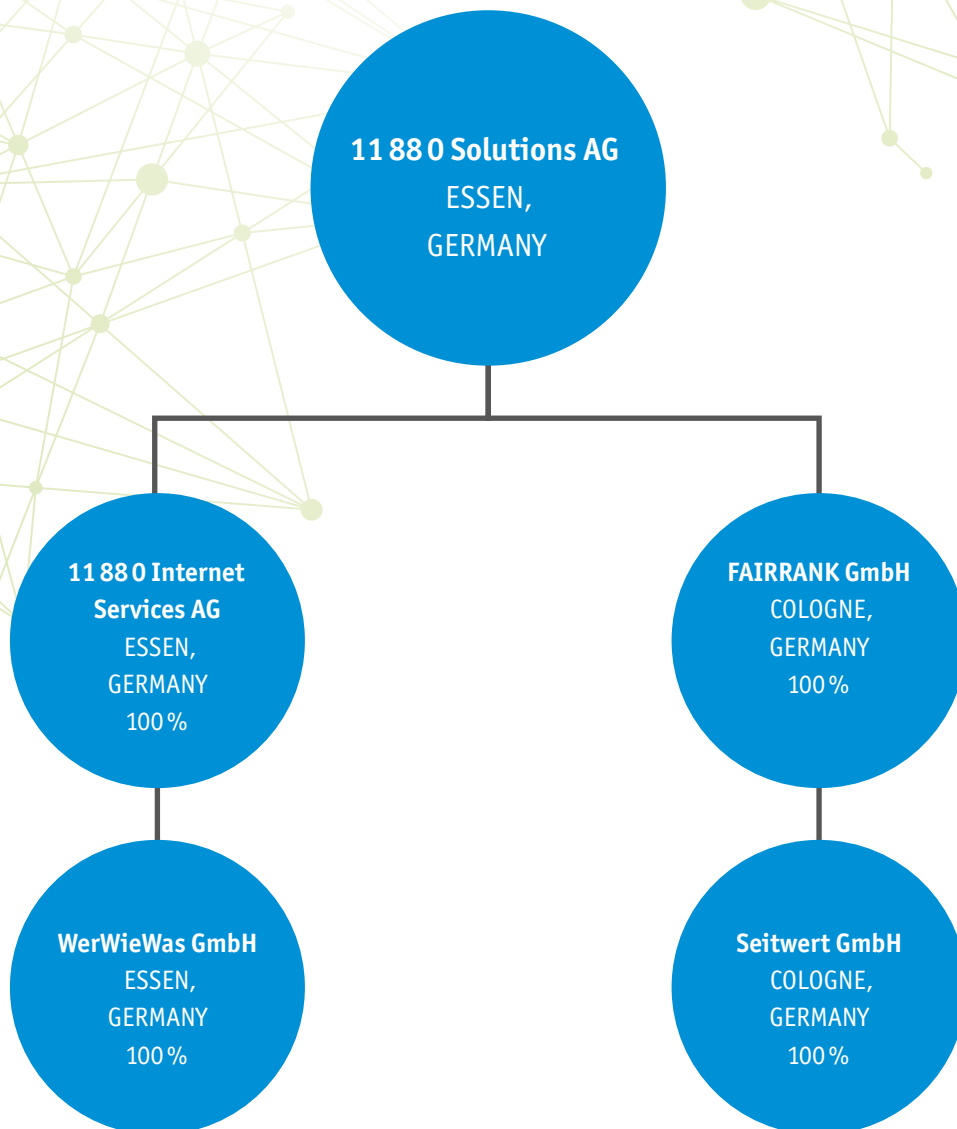 11 88 0 Solutions AG
ESSEN,
GERMANY
11 88 0 Internet
Services AG
ESSEN,
GERMANY
100 %
FAIRRANK GmbH
COLOGNE,
GERMANY
100 %
WerWieWas GmbH
ESSEN,
GERMANY
100 %
Seitwert GmbH
COLOGNE,
GERMANY
100 %